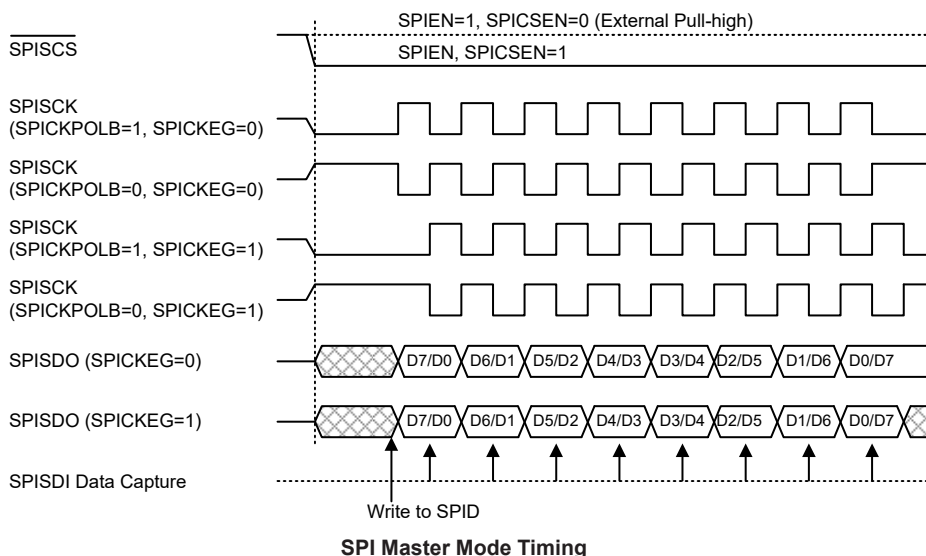 SPIEN=1, SPICSEN=0 (External Pull-high)
SPISCS
SPIEN, SPICSEN=1
SPISCK
(SPICKPOLB=1, SPICKEG=0)
SPISCK
(SPICKPOLB=0, SPICKEG=0)
SPISCK
(SPICKPOLB=1, SPICKEG=1)
SPISCK
(SPICKPOLB=0, SPICKEG=1)
SPISDO (SPICKEG=0) D7/D0 D6/D1 D5/D2 D4/D3 D3/D4 D2/D5 D1/D6 D0/D7
SPISDO (SPICKEG=1) D7/D0 D6/D1 D5/D2 D4/D3 D3/D4 D2/D5 D1/D6 D0/D7
SPISDI Data Capture
Write to SPID
SPI Master Mode Timing